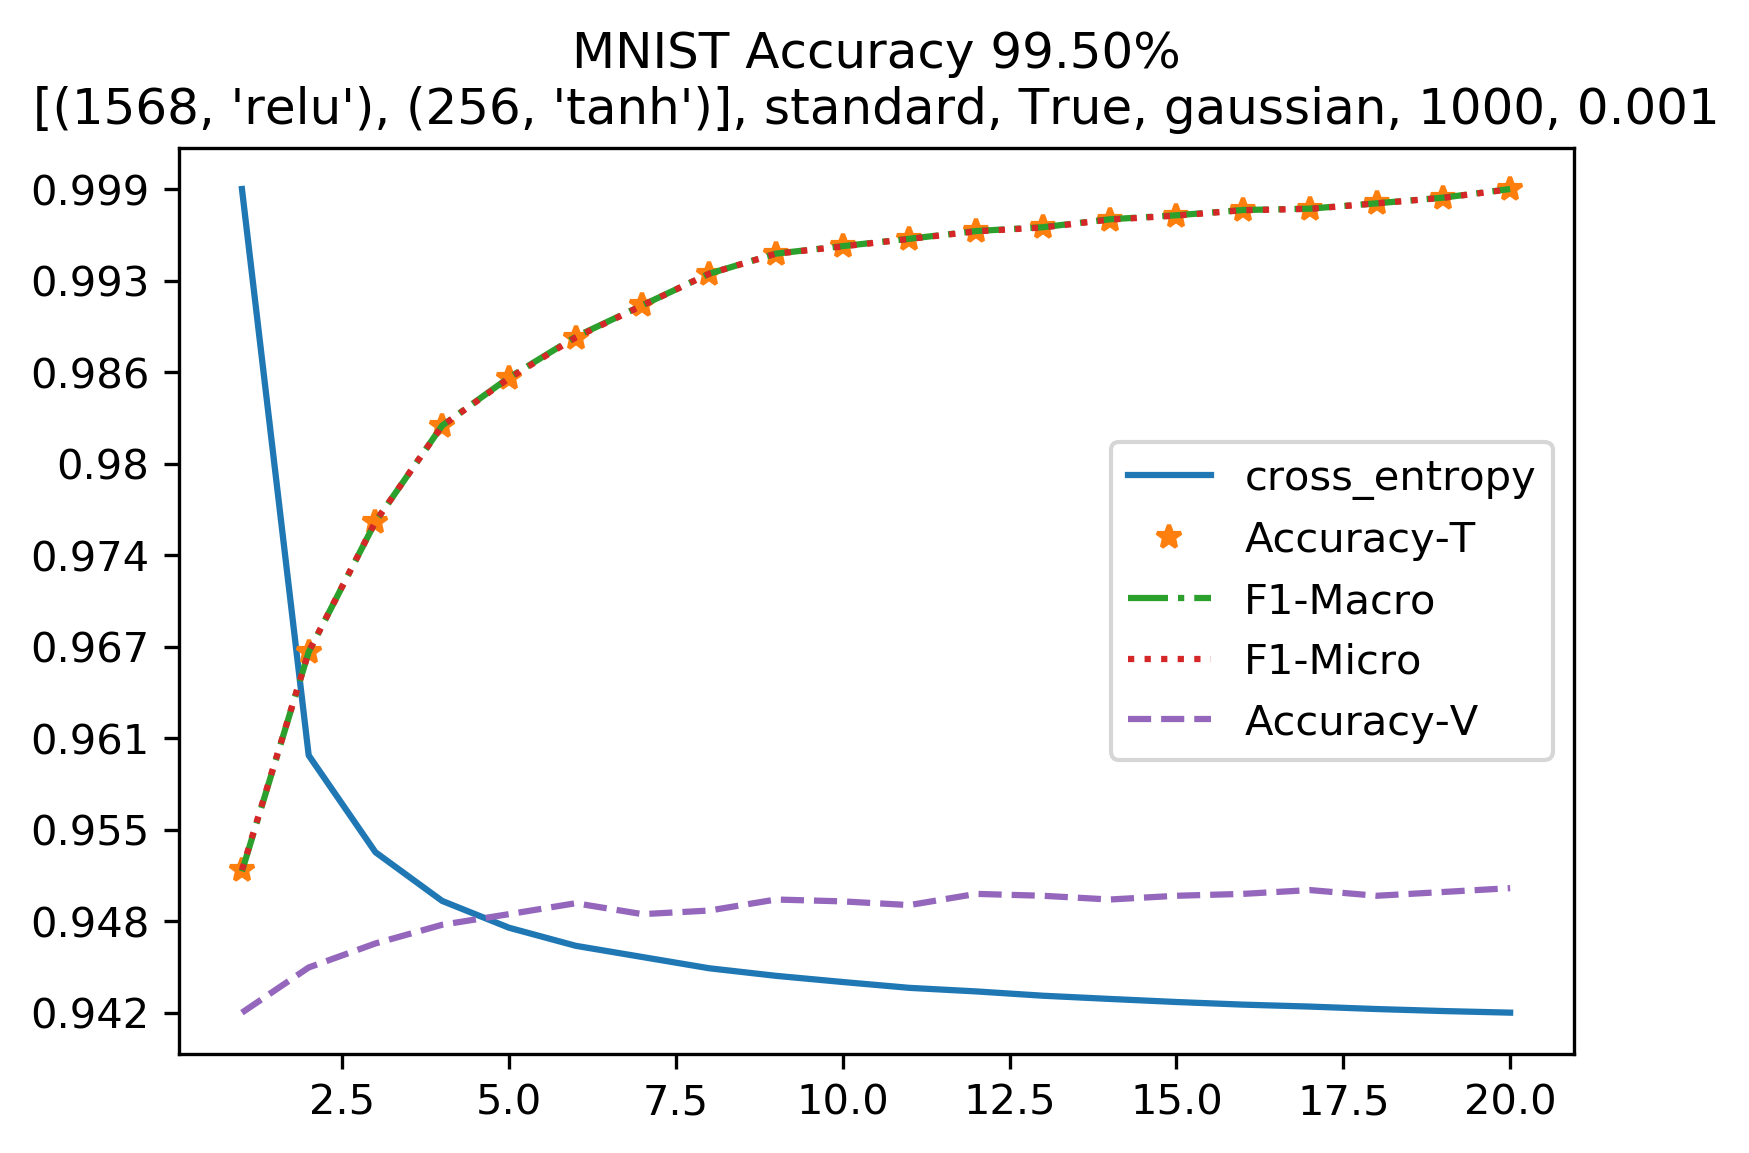 MNIST Accuracy 99.50%
[(1568, 'relu'), (256, 'tanh')], standard, True, gaussian, 1000, 0.001
0.999
0.993
0.986
0.98
0.974
0.967
0.961
0.955
0.948
0.942
cross_entropy
Accuracy-T
F1-Macro
F1-Micro
Accuracy-V
2.5 5.0 7.5 10.0 12.5 15.0 17.5 20.0